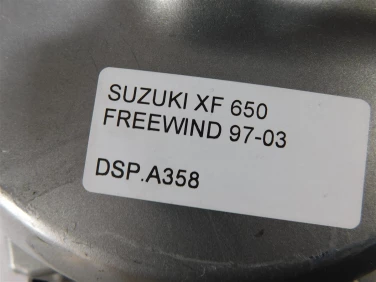 SUZUKI XF 650
FREEWIND 97-03
DSP.A358